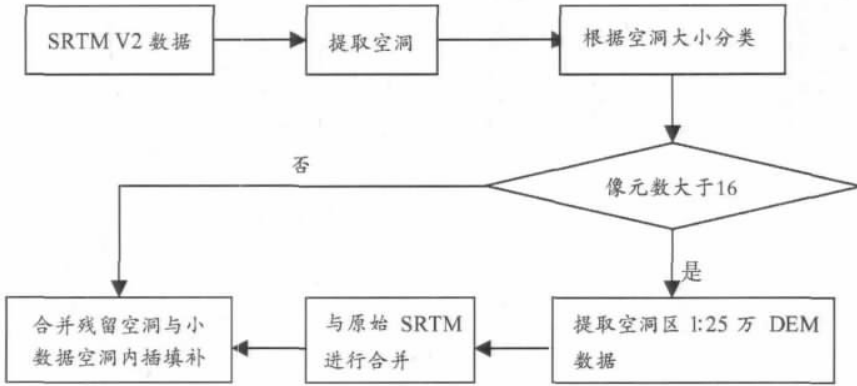 SRTM V2 数据
提取空洞
根据空洞大小分类
否
像元数大于16
是
合并残留空洞与小
数据空洞内插填补
与原始 SRTM
进行合并
提取空洞区 1:25 万 DEM
数据